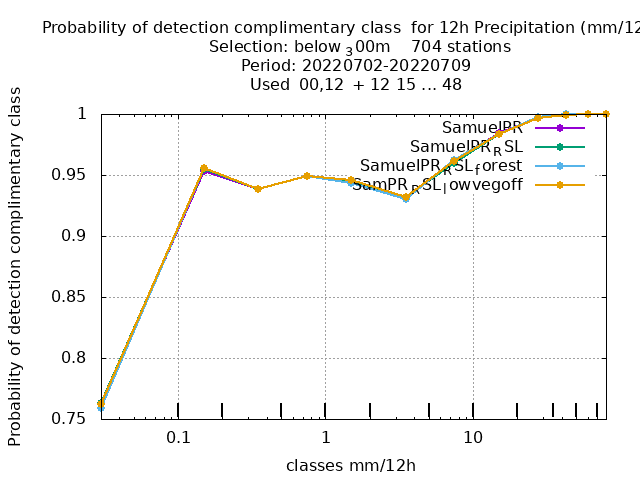 Probability of detection complimentary class  for 12h Precipitation (mm/12
Selection: below ₃00m    704 stations
Period: 20220702-20220709
Used  00,12  + 12 15 ... 48
Probability of detection complimentary class
1
0.95
0.9
0.85
0.8
0.75
SamuelPR
SamuelPR_RSL
SamuelPR_RSL_forest
SamPR_RSL_lowvegoff
0.1
1
10
classes mm/12h